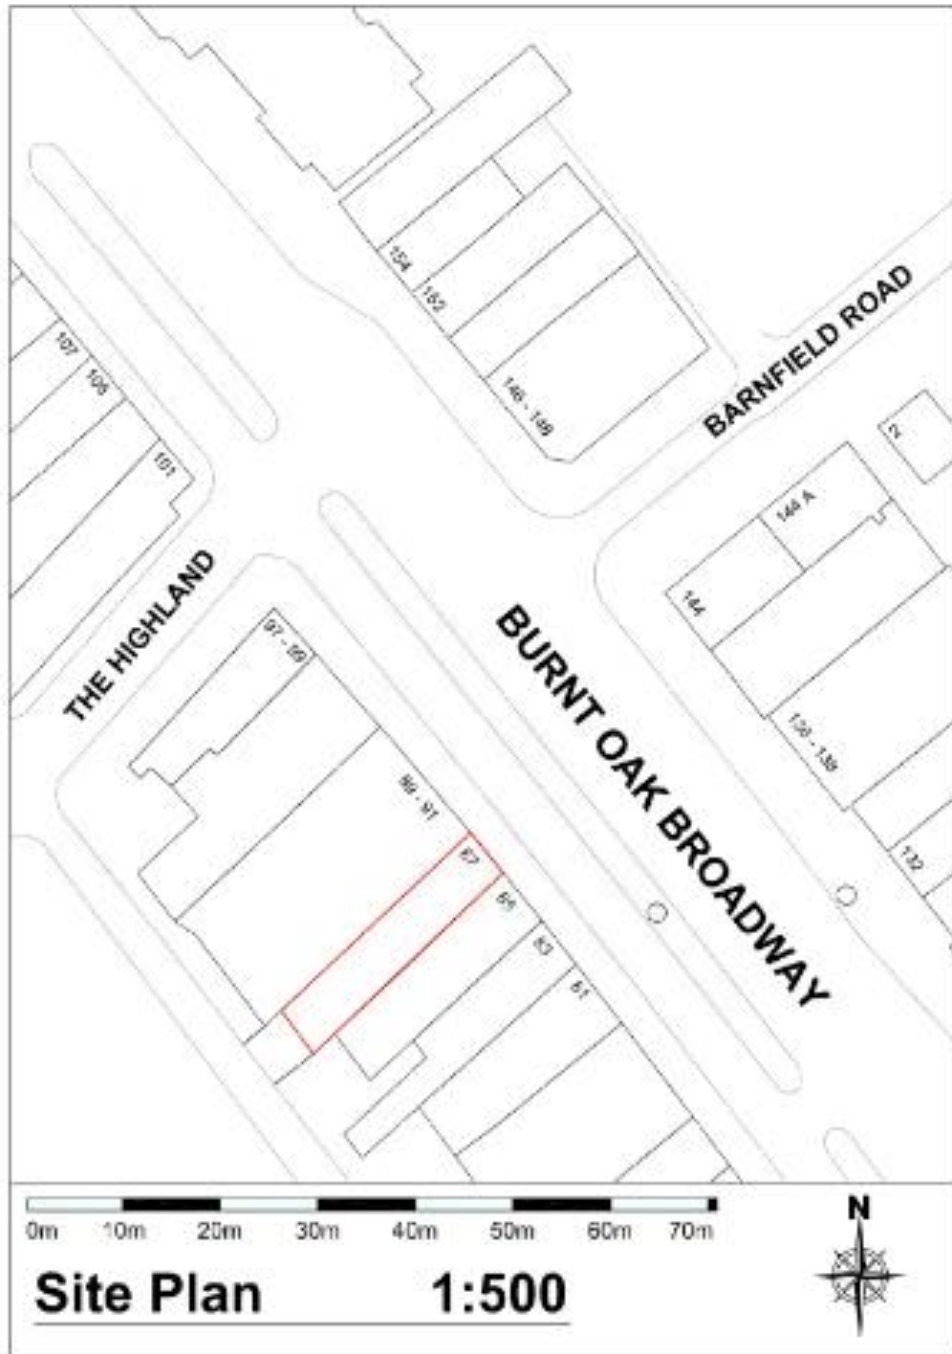 154
152
146 - 148
BARNFIELD ROAD
107
105
101
2
144 A
144
THE HIGHLAND
97 - 99
BURNT OAK BROADWAY
136 - 138
89 - 91
87
85
132
83
81
0m 10m 20m 30m 40m 50m 60m 70m
N
Site Plan 1:500